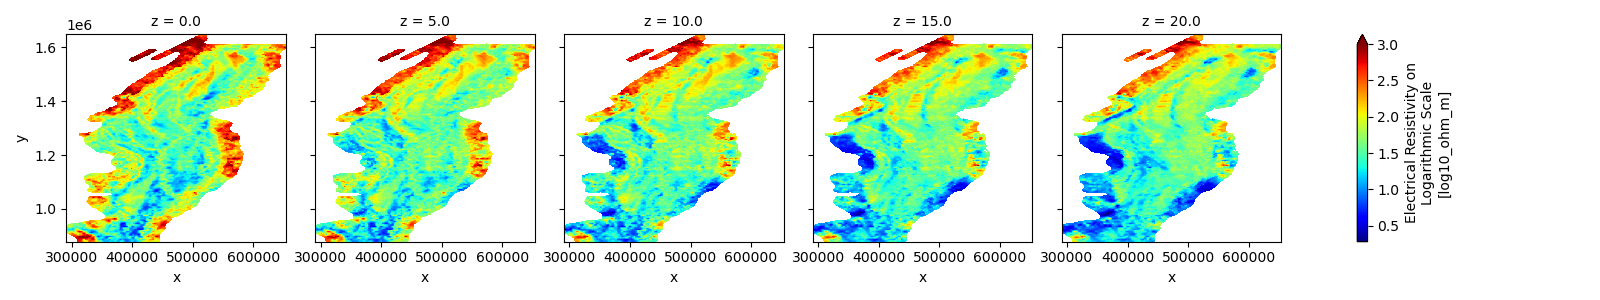 z = 0.0
z = 5.0
z = 10.0
z = 15.0
z = 20.0
1e6
1.6
1.4
1.2
1.0
y
300000 400000 500000 600000
300000 400000 500000 600000
300000 400000 500000 600000
300000 400000 500000 600000
300000 400000 500000 600000
x
x
x
x
x
3.0
2.5
2.0
1.5
1.0
0.5
Electrical Resistivity on
Logarithmic Scale
[log10_ohm_m]